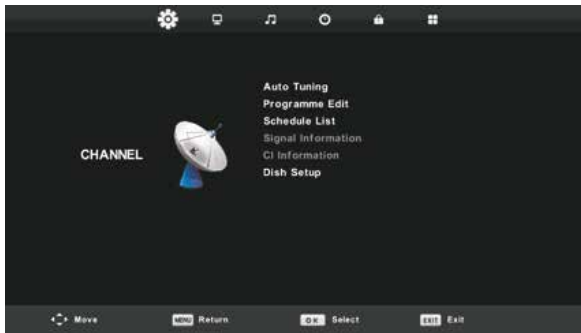 Auto Tuning
Programme Edit
Schedule List
Signal Information
CHANNEL
CI Information
Dish Setup
Move
MENU Return
OK Select
EXIT Exit